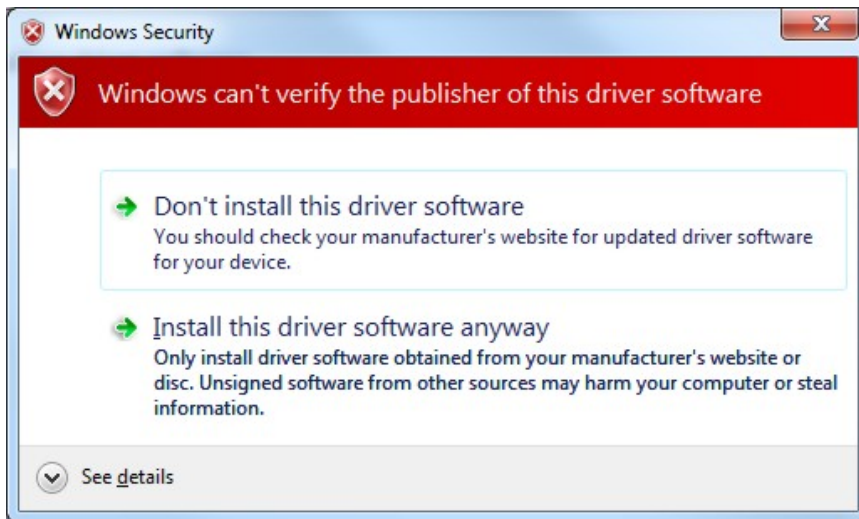 Windows Security
Windows can't verify the publisher of this driver software
Don't install this driver software
You should check your manufacturer's website for updated driver software
for your device.
Install this driver software anyway
Only install driver software obtained from your manufacturer's website or
disc. Unsigned software from other sources may harm your computer or steal
information.
See details